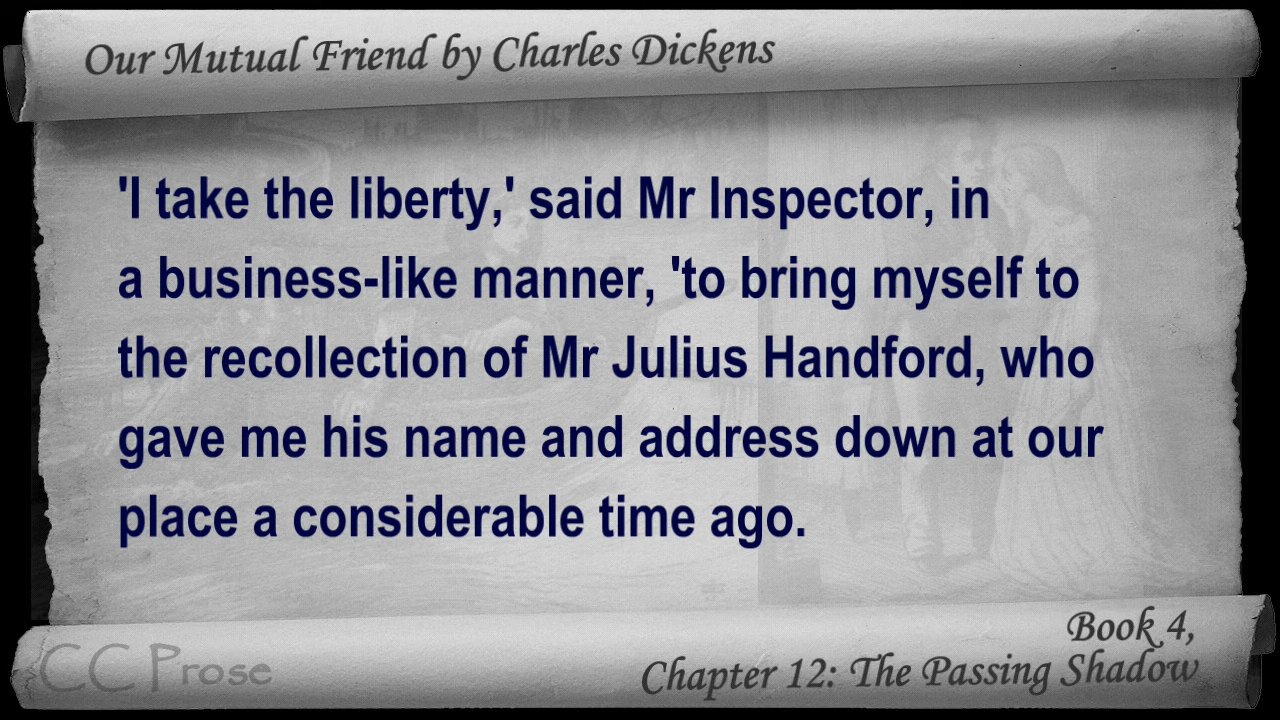 Our Mutual Friend by Charles Dickens
'I take the liberty,' said Mr Inspector, in
a business-like manner, 'to bring myself to
the recollection of Mr Julius Handford, who
gave me his name and address down at our
place a considerable time ago.
CC Prose
Book 4,
Chapter 12: The Passing Shadow